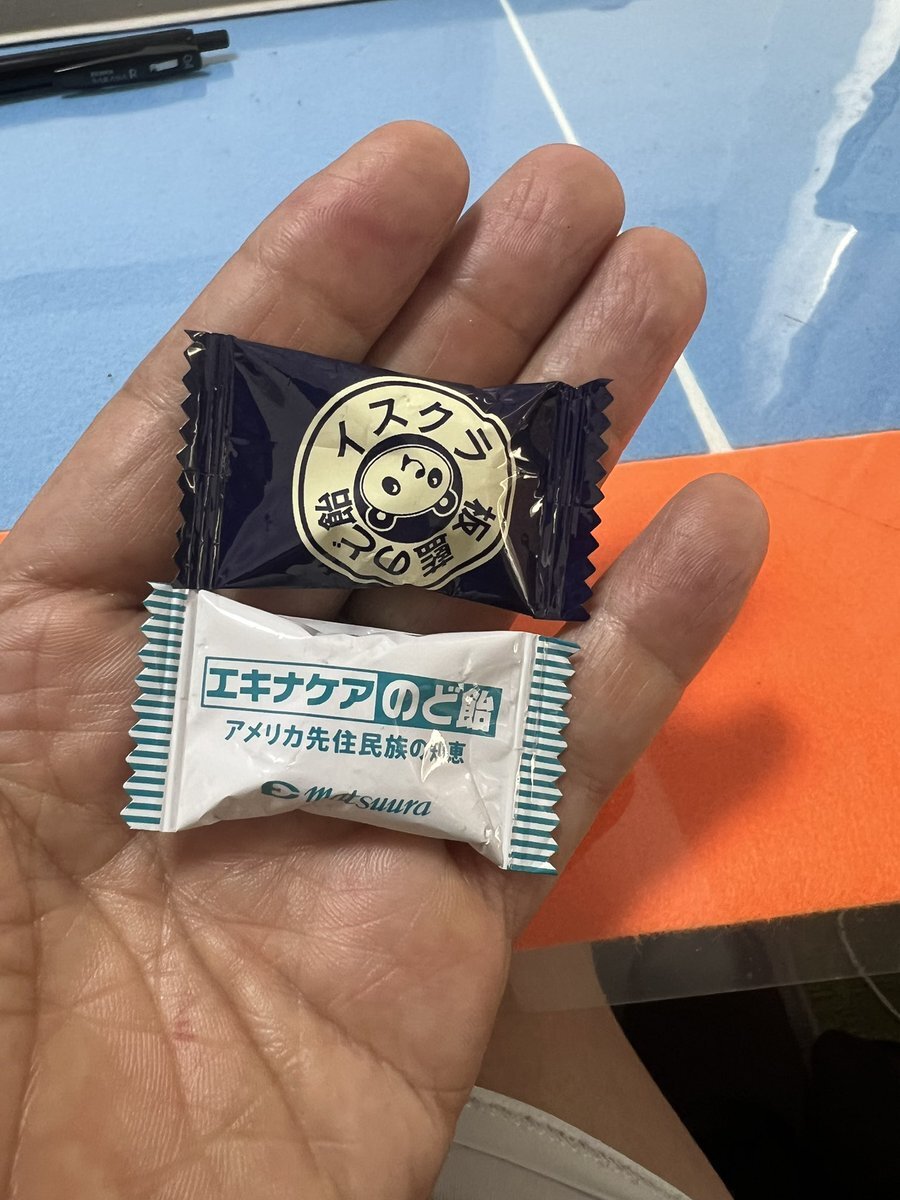 イスクラ
板藍のど飴
エキナケアのど飴
アメリカ先住民族の知恵
matsuura